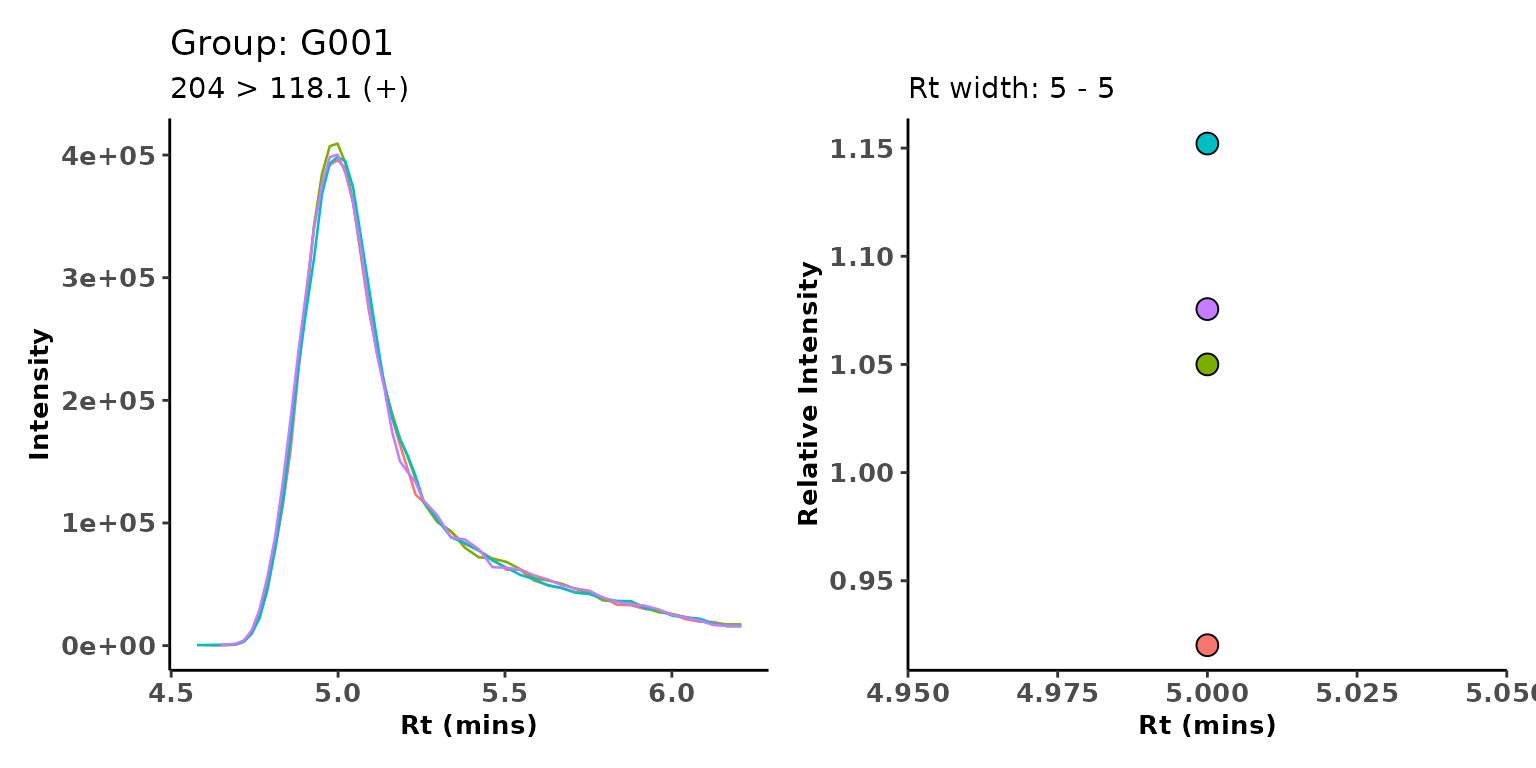 Group: G001
204 > 118.1 (+)
Intensity
4e+05
3e+05
2e+05
1e+05
0e+00
4.5 5.0 5.5 6.0
Rt (mins)
Rt width: 5 - 5
Relative Intensity
1.15
1.10
1.05
1.00
0.95
4.950 4.975 5.000 5.025 5.050
Rt (mins)